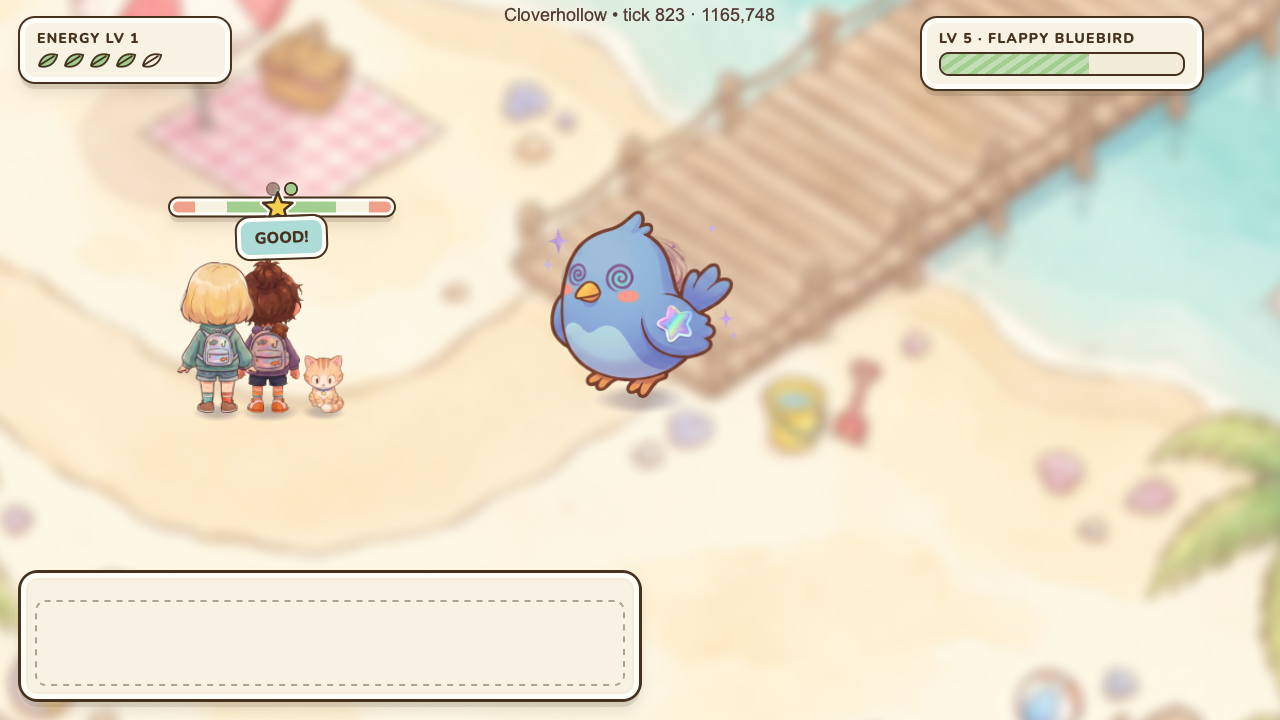 Cloverhollow • tick 823 · 1165,748
ENERGY LV 1
LV 5 · FLAPPY BLUEBIRD
GOOD!